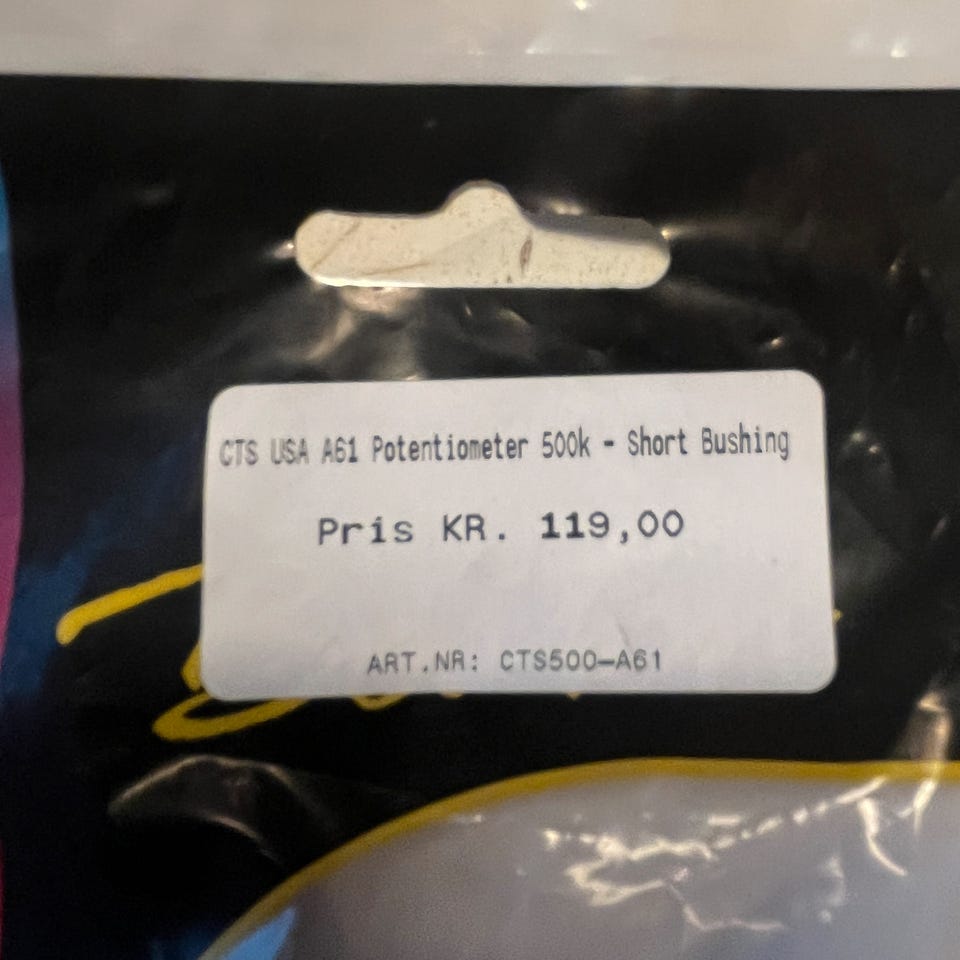 CTS USA A61 Potentiometer 500k - Short Bushing
Pris KR. 119,00
ART.NR: CTS500-A61